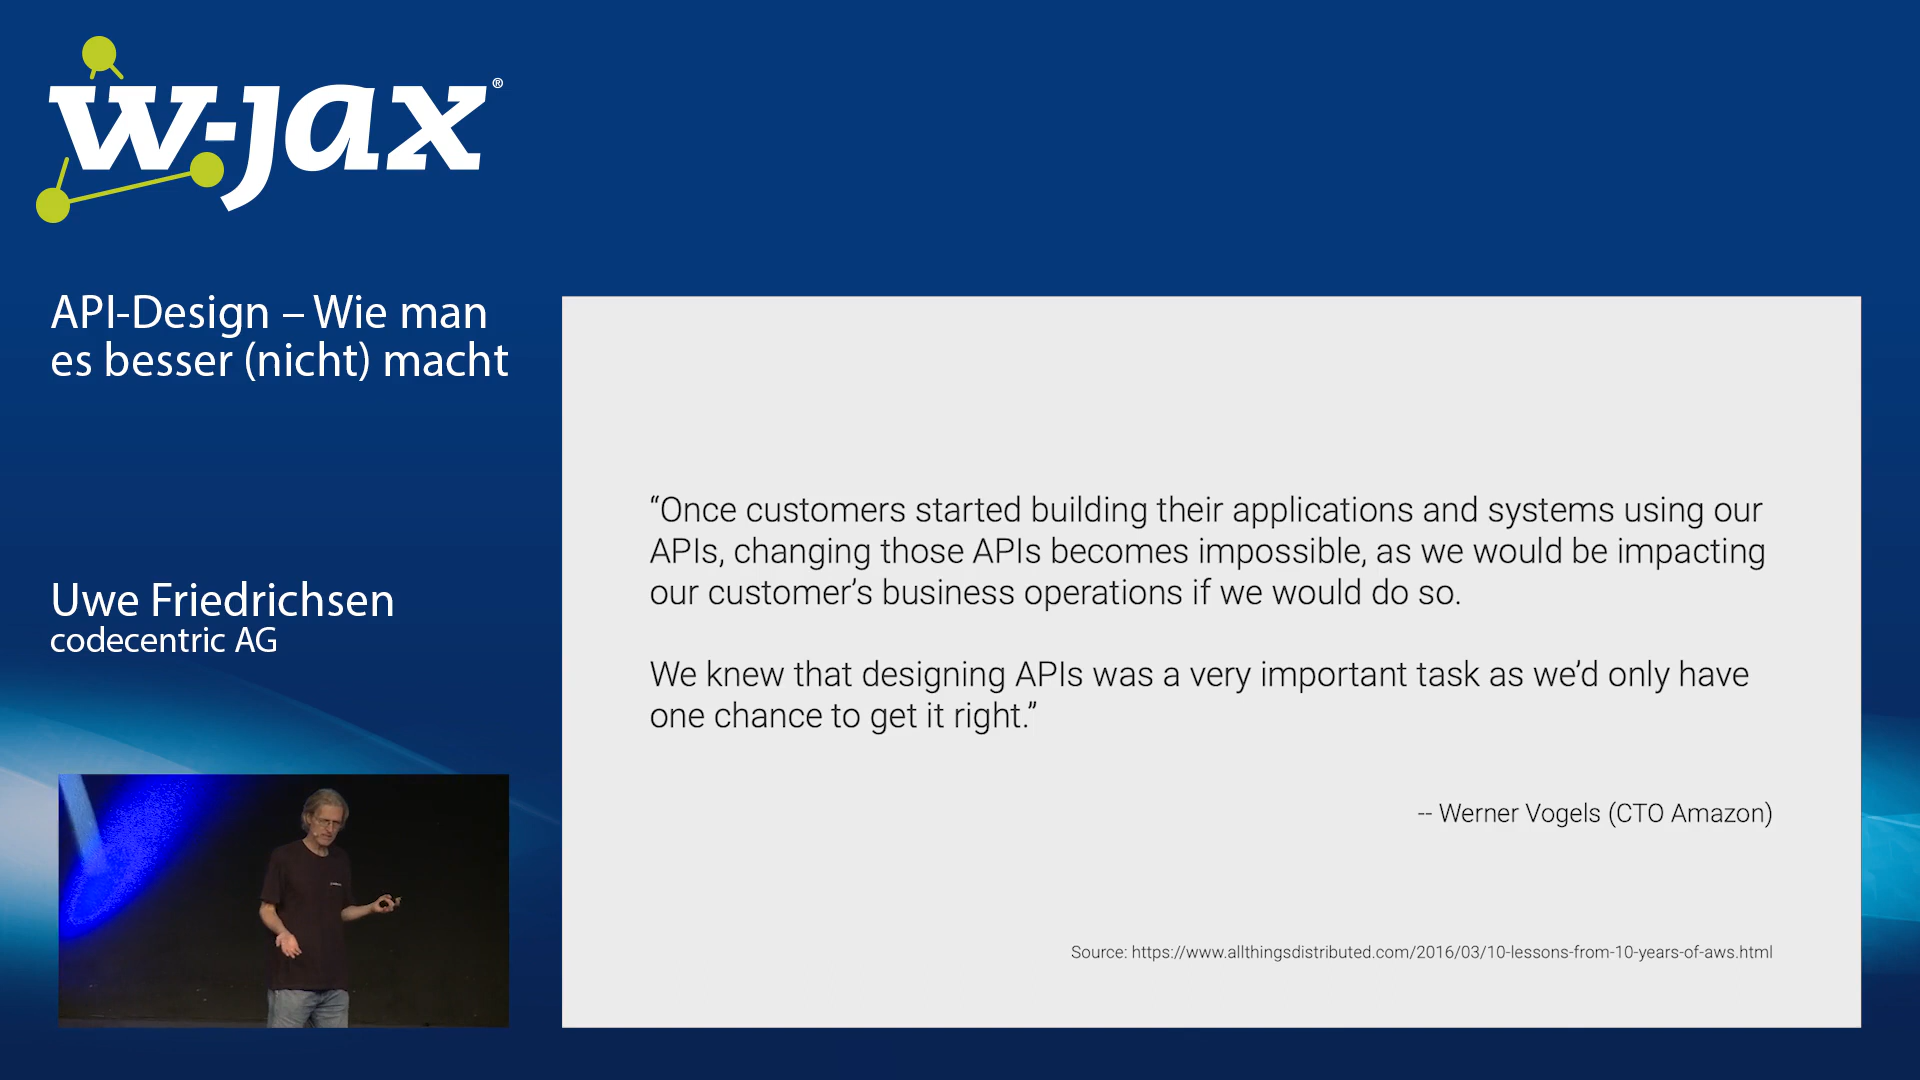 w-jax®
API-Design – Wie man
es besser (nicht) macht
Uwe Friedrichsen
codecentric AG
“Once customers started building their applications and systems using our
APIs, changing those APIs becomes impossible, as we would be impacting
our customer’s business operations if we would do so.
We knew that designing APIs was a very important task as we’d only have
one chance to get it right.”
-- Werner Vogels (CTO Amazon)
Source: https://www.allthingsdistributed.com/2016/03/10-lessons-from-10-years-of-aws.html